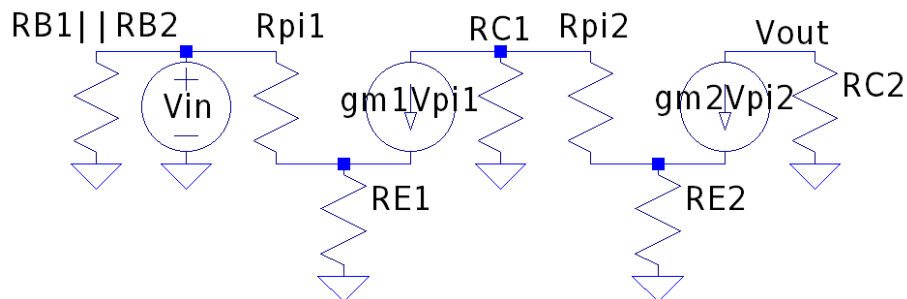 RB1||RB2 Rpi1 RC1 Rpi2 Vout
RC2
Vin gm1Vpi1 gm2Vpi2
RE1 RE2